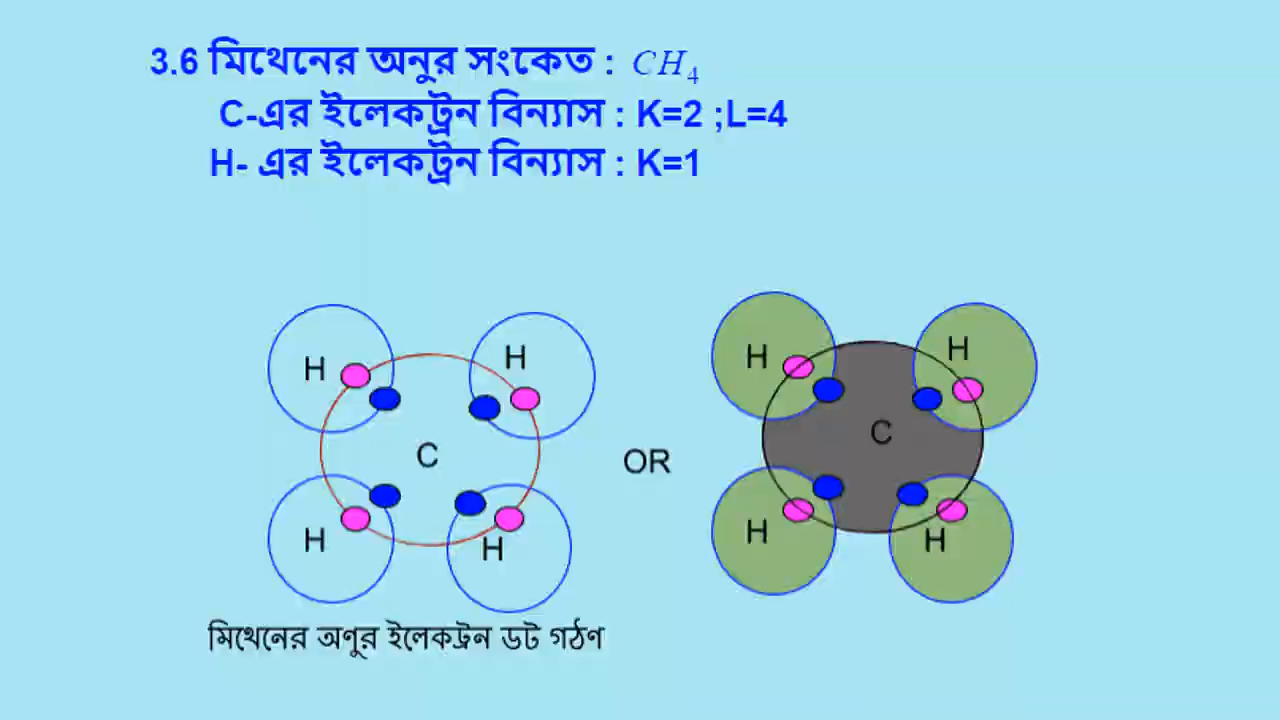 3.6 মিথেনের অনুর সংকেত : CH₄
C-এর ইলেকট্রন বিন্যাস : K=2 ;L=4
H- এর ইলেকট্রন বিন্যাস : K=1
H H H H
C OR C
H H H H
মিথেনের অণুর ইলেকট্রন ডট গঠণ